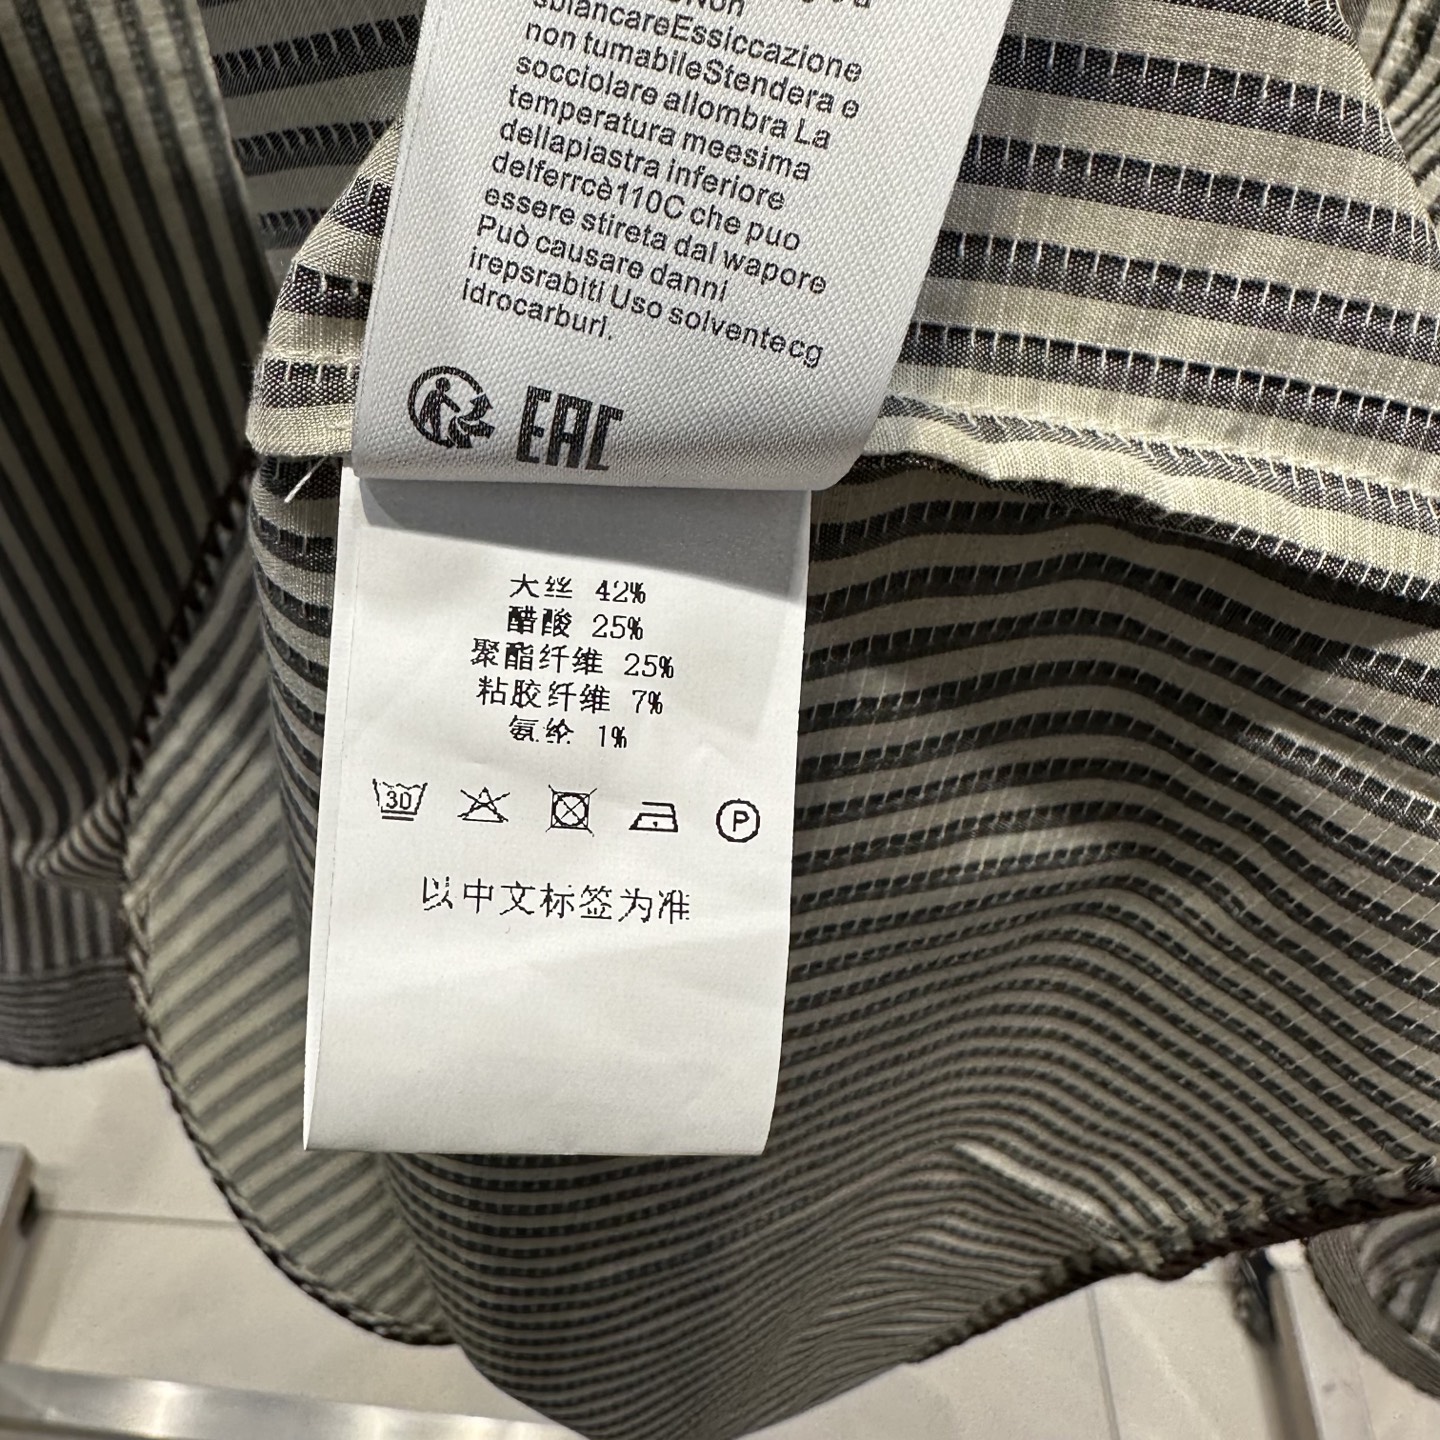 Non
sbiancareEssiccazione
non tumabileStendera e
socciolare allombra La
temperatura meesima
dellapiastra inferiore
delferrcè110C che puo
essere stireta dal wapore
Può causare danni
irepsrabiti Uso solventecg
idrocarburi.
EAC
大丝 42%
醋酸 25%
聚酯纤维 25%
粘胶纤维 7%
氨纶 1%
30
P
以中文标签为准